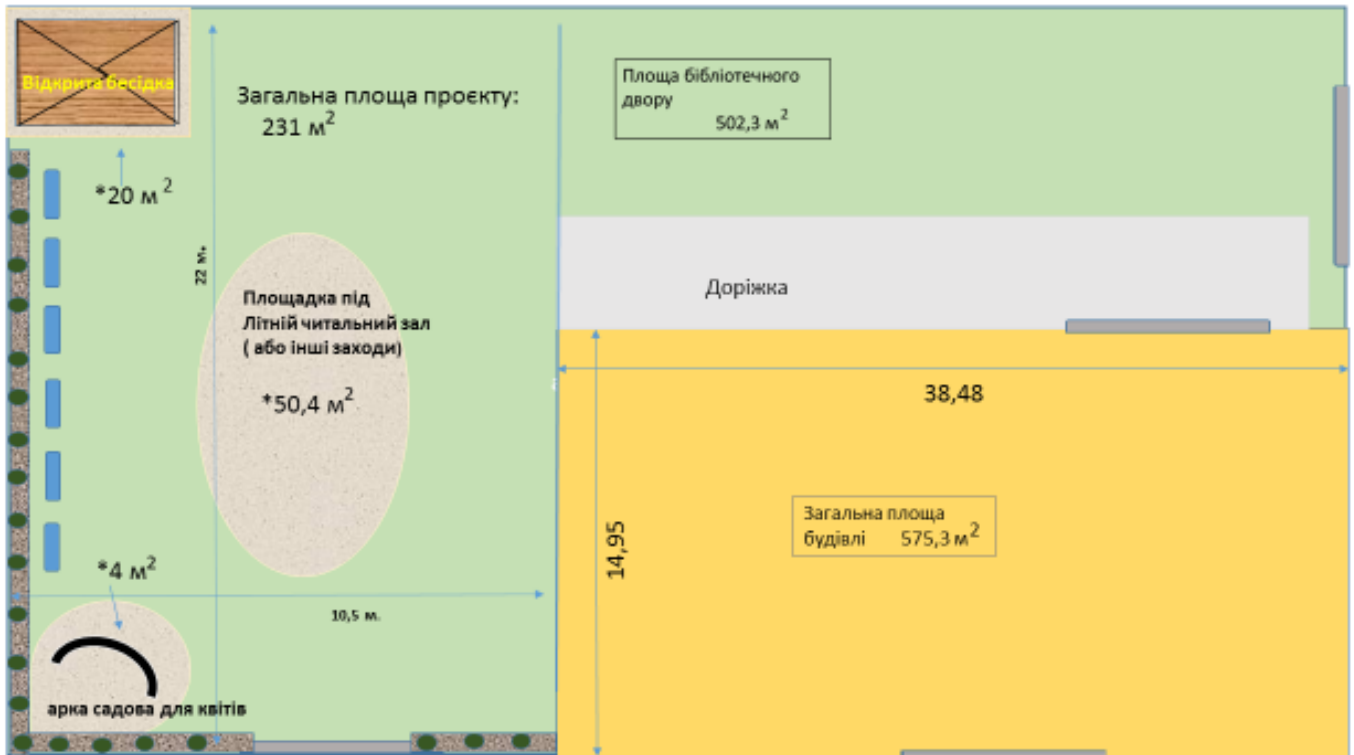 Відкрита бесідка
Загальна площа проєкту:
231 м²
Площа бібліотечного
двору
502,3 м²
*20 м ²
22 м.
Доріжка
Площадка під
Літній читальний зал
( або інші заходи)
*50,4 м²
38,48
14,95
Загальна площа
будівлі 575,3 м²
*4 м²
10,5 м.
арка садова для квітів